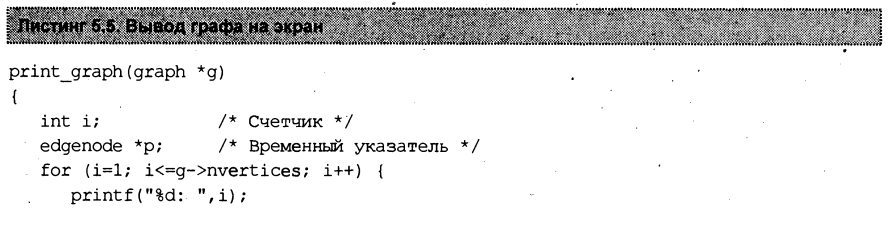 Листинг 5.5. Вывод графа на экран
print_graph(graph *g)
{
int i; /* Счетчик */
edgenode *p; /* Временный указатель */
for (i=1; i<=g->nvertices; i++) {
printf("%d: ",i);